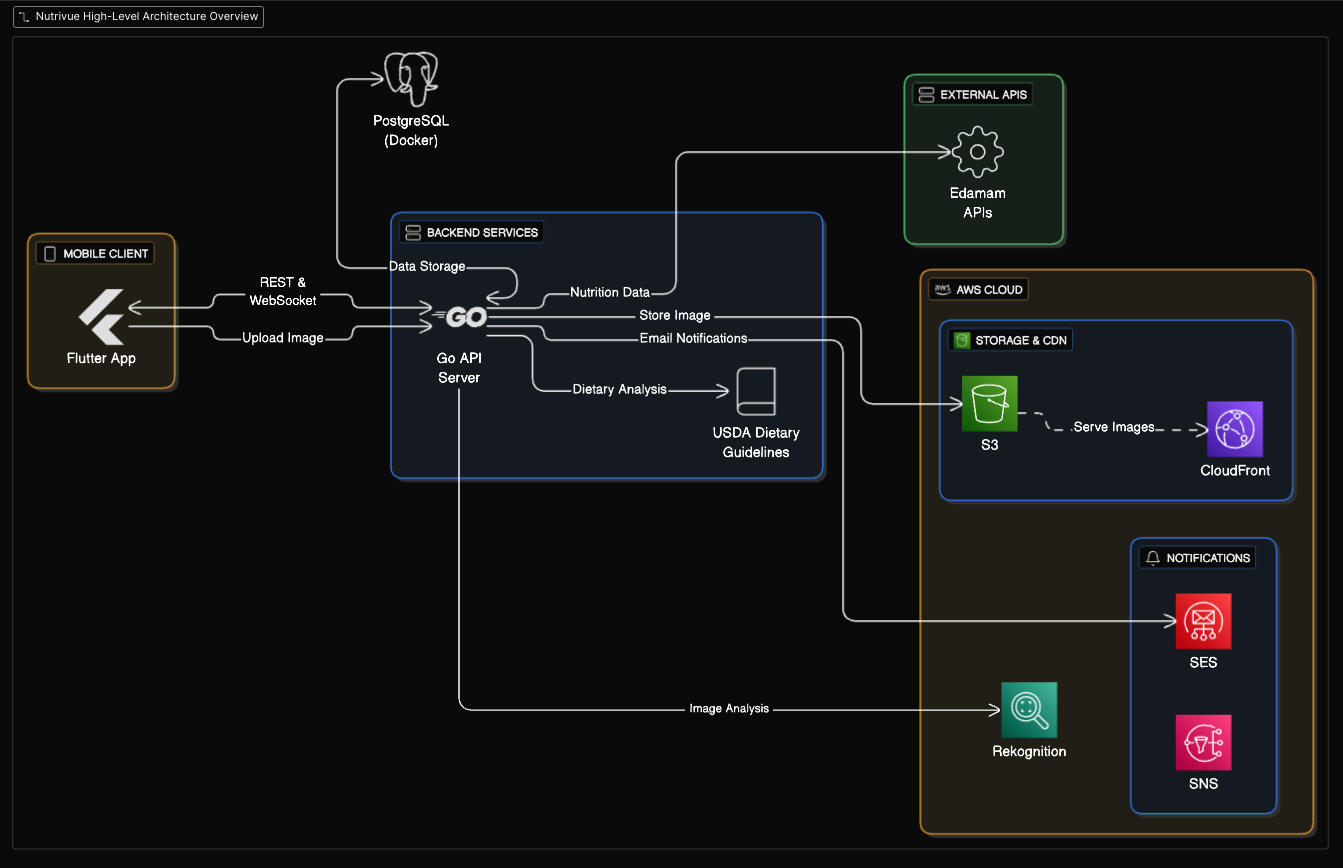 Nutrivue High-Level Architecture Overview
PostgreSQL
(Docker)
EXTERNAL APIS
Edamam
APIs
MOBILE CLIENT
Flutter App
REST &
WebSocket
Upload Image
BACKEND SERVICES
Data Storage
GO
Go API
Server
Nutrition Data
Store Image
Email Notifications
Dietary Analysis
USDA Dietary
Guidelines
aws
AWS CLOUD
STORAGE & CDN
S3
Serve Images
CloudFront
NOTIFICATIONS
SES
SNS
Image Analysis
Rekognition